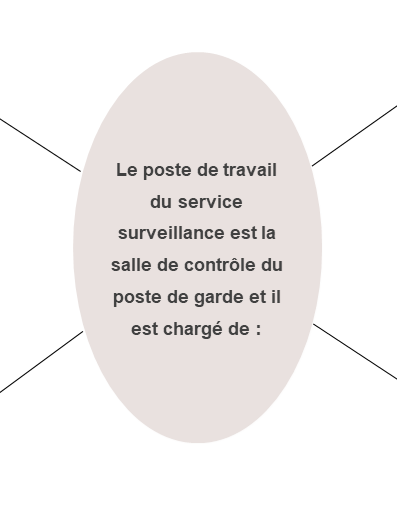 Le poste de travail
du service
surveillance est la
salle de contrôle du
poste de garde et il
est chargé de :